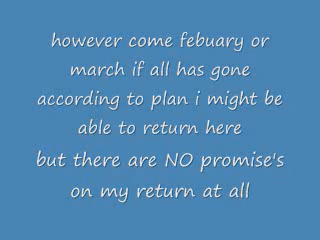 however come febuary or
march if all has gone
according to plan i might be
able to return here
but there are NO promise's
on my return at all